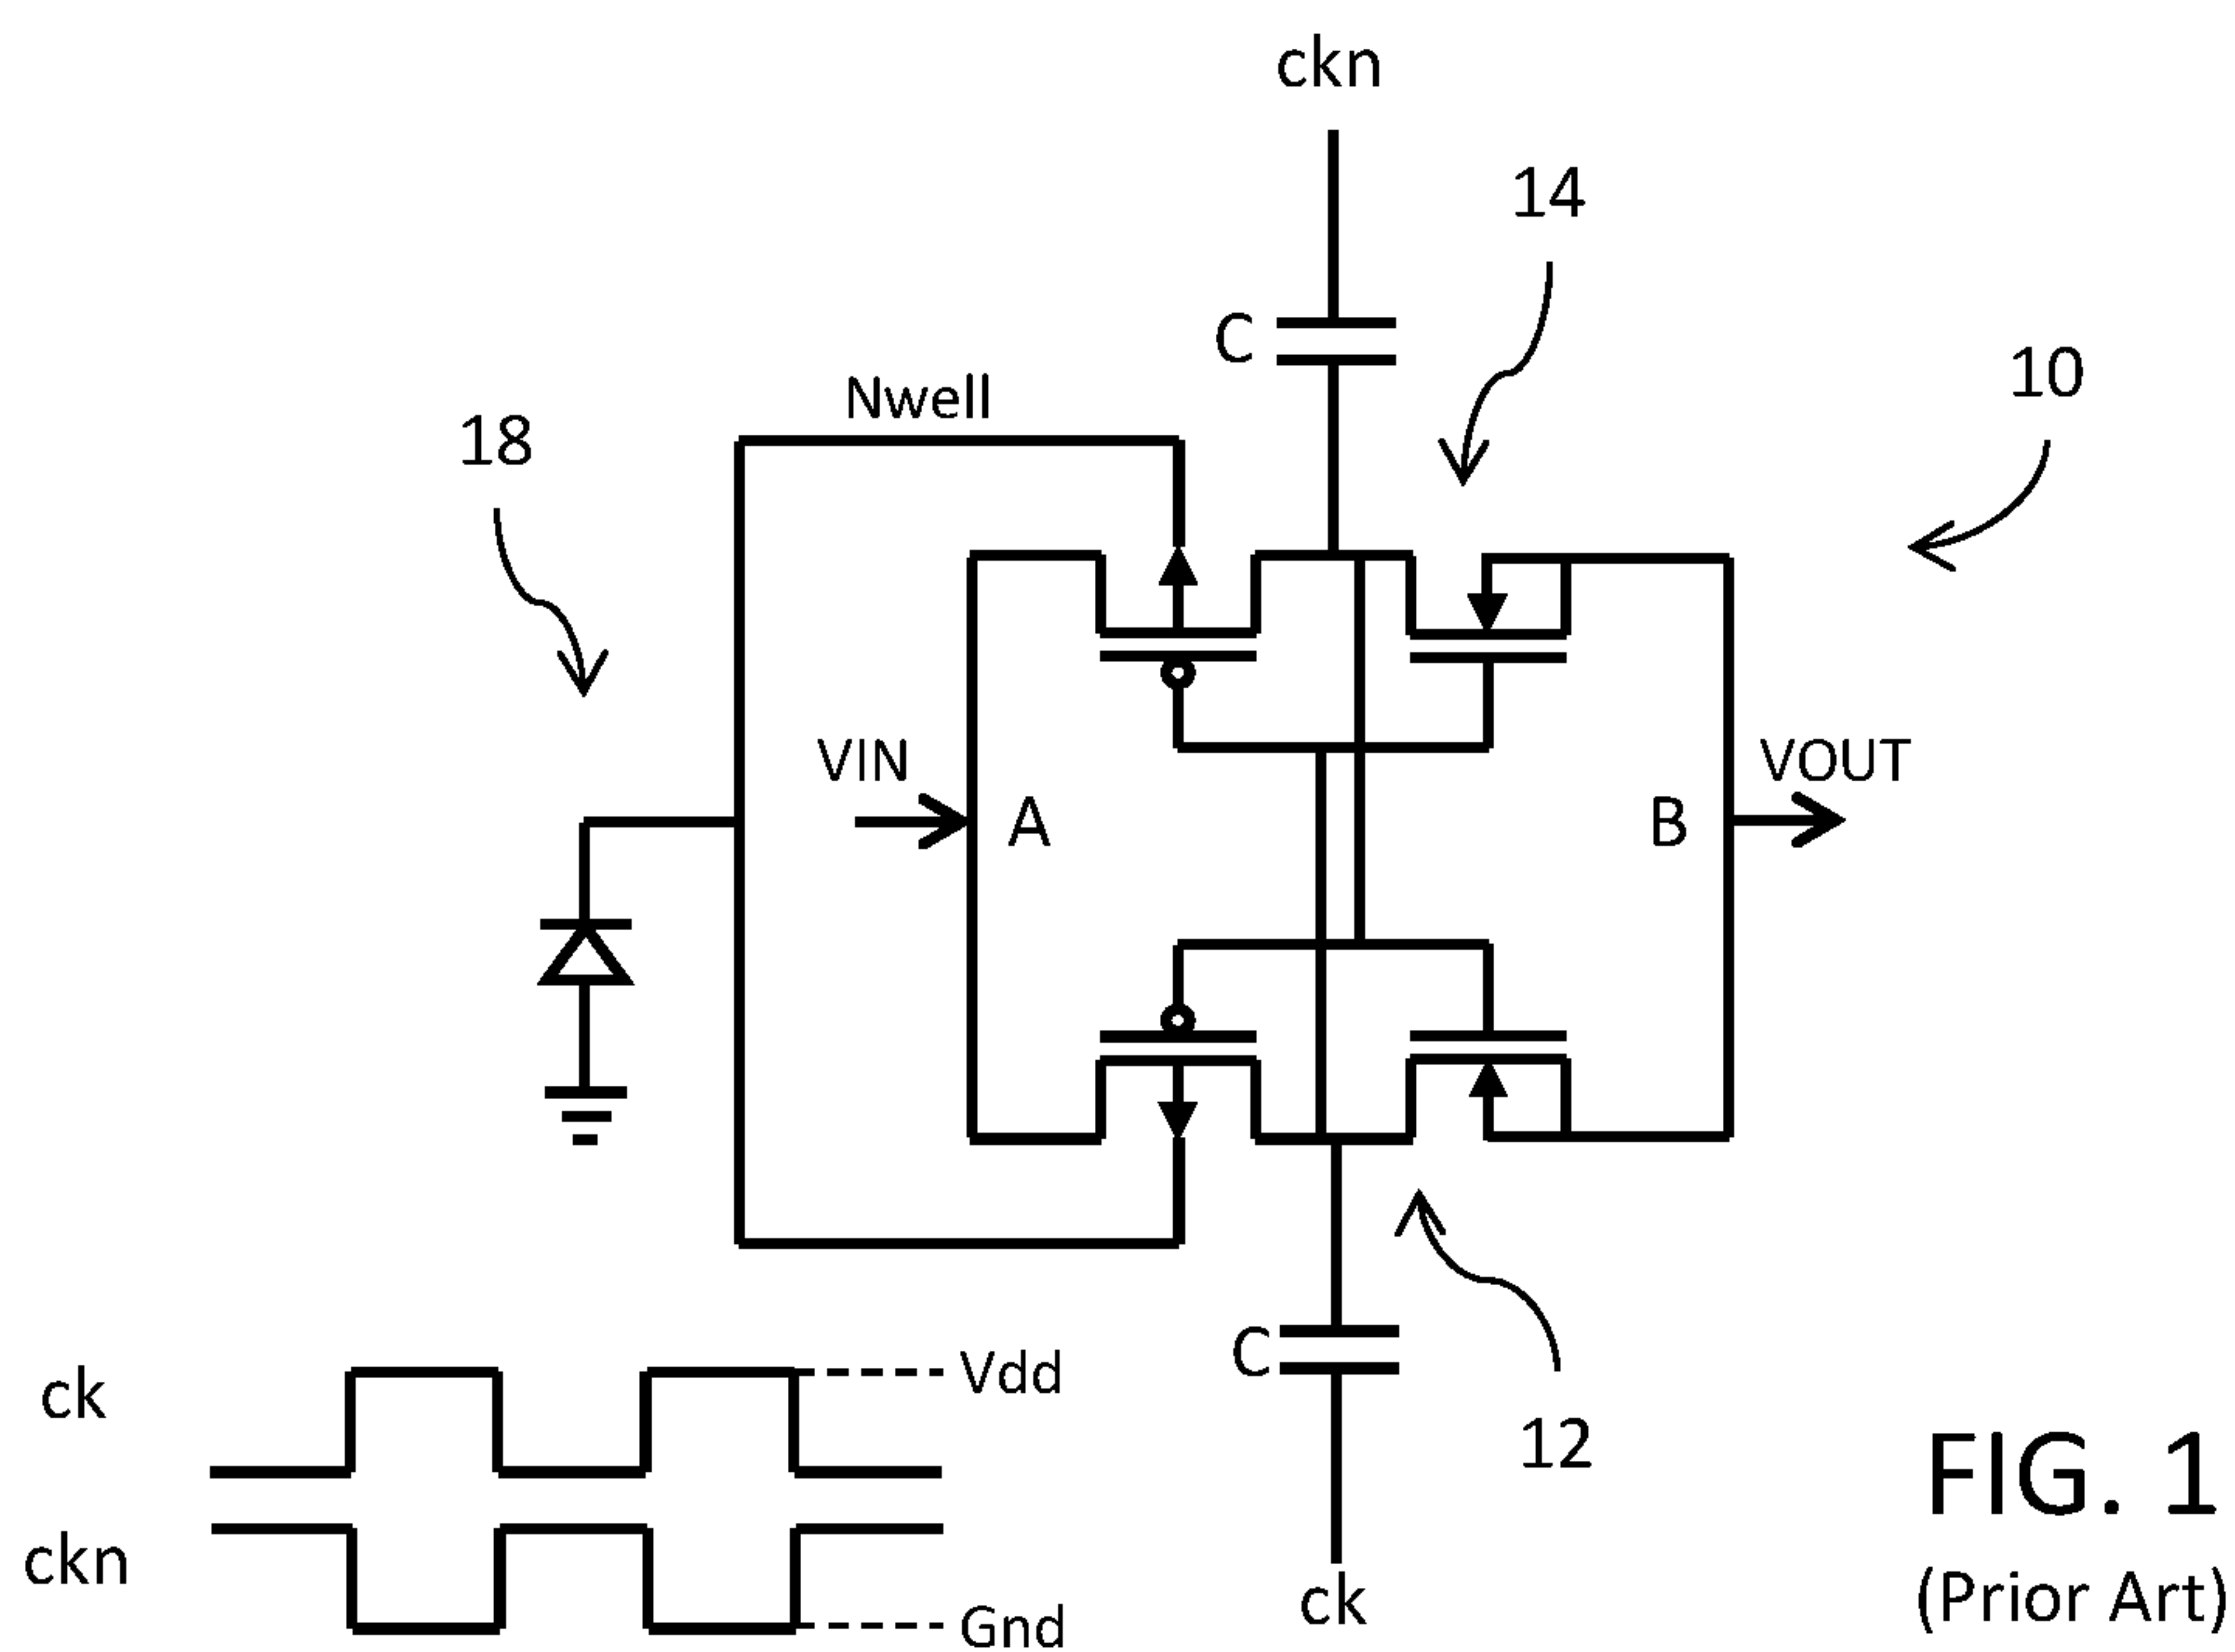 ckn
14
C
10
Nwell
18
VIN
VOUT
A
B
C
12
ck
Vdd
ckn
Gnd
ck
FIG. 1
(Prior Art)